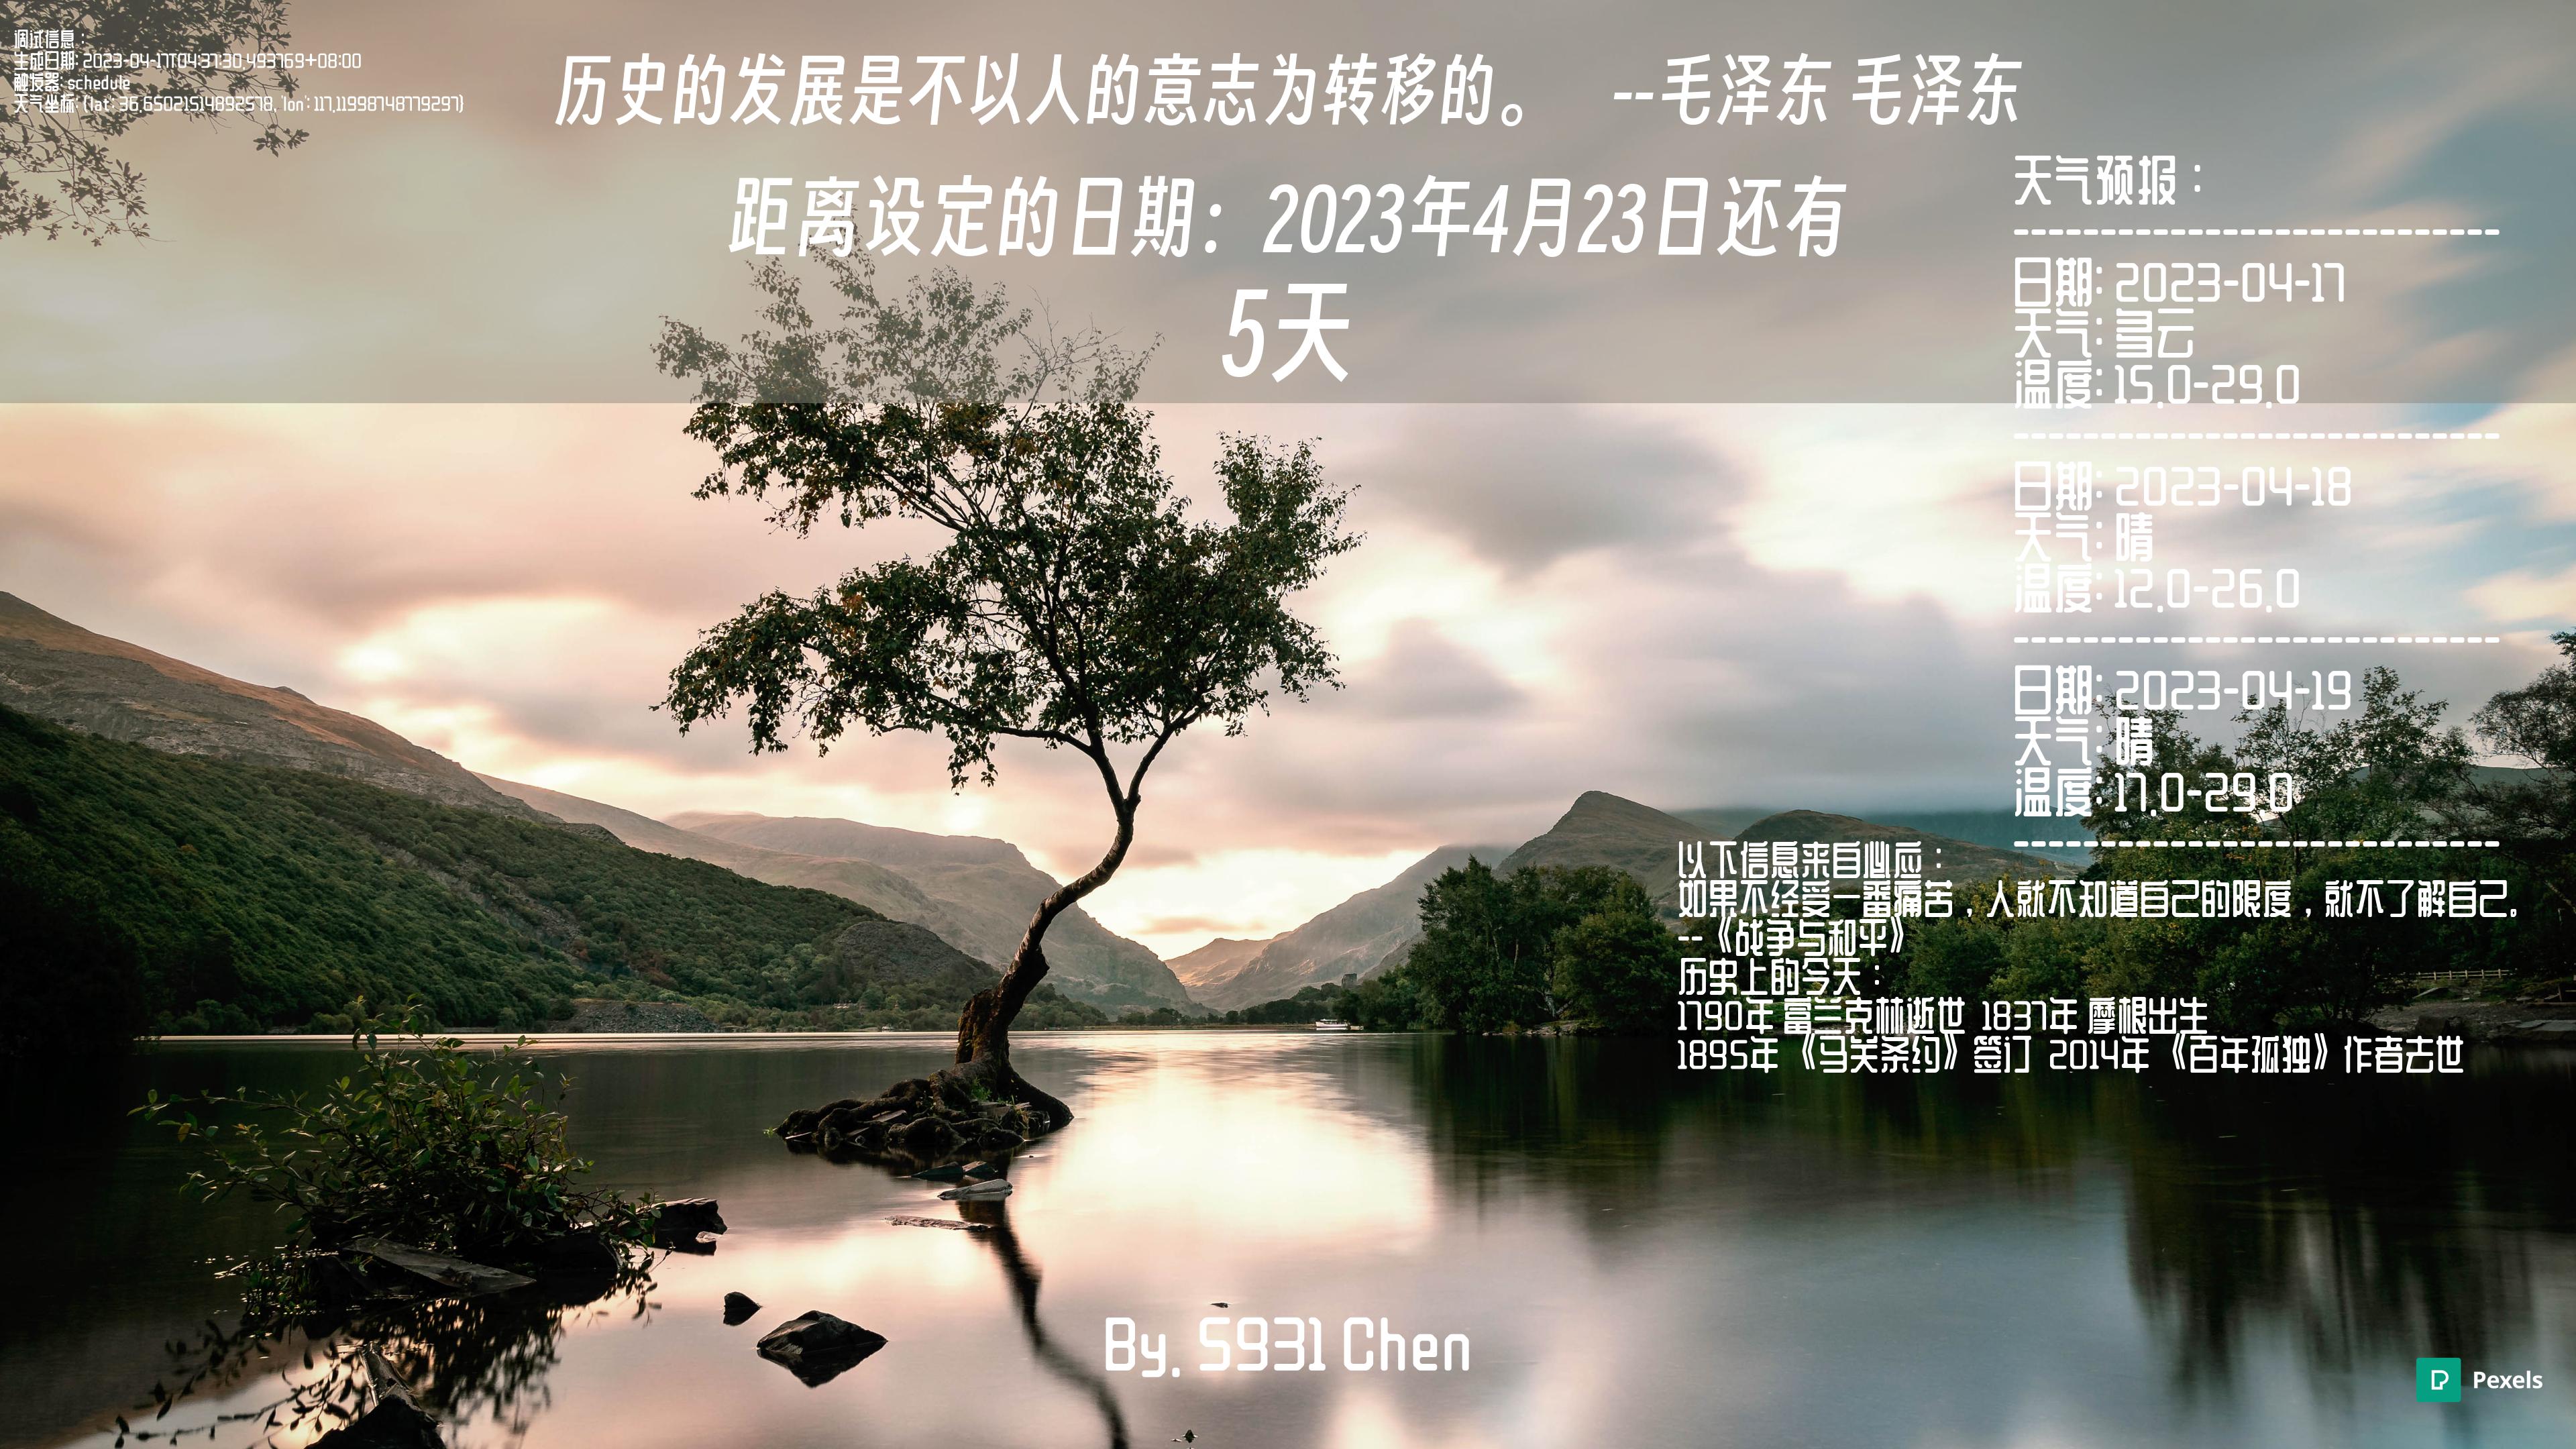 调试信息：
生成日期: 2023-04-17T04:37:30.493769+08:00
触发器: schedule
天气坐标: {'lat': 36.65021514892578, 'lon': 117.11998748779297}
历史的发展是不以人的意志为转移的。 --毛泽东 毛泽东
距离设定的日期：2023年4月23日还有
5天
天气预报：
----------------------------
日期: 2023-04-17
天气: 多云
温度: 15.0-29.0
----------------------------
日期: 2023-04-18
天气: 晴
温度: 12.0-26.0
----------------------------
日期: 2023-04-19
天气: 晴
温度: 17.0-29.0
----------------------------
以下信息来自必应：
如果不经受一番痛苦，人就不知道自己的限度，就不了解自己。
--《战争与和平》
历史上的今天：
1790年 富兰克林逝世 1837年 摩根出生
1895年 《马关条约》签订 2014年 《百年孤独》作者去世
By. S931 Chen
Pexels